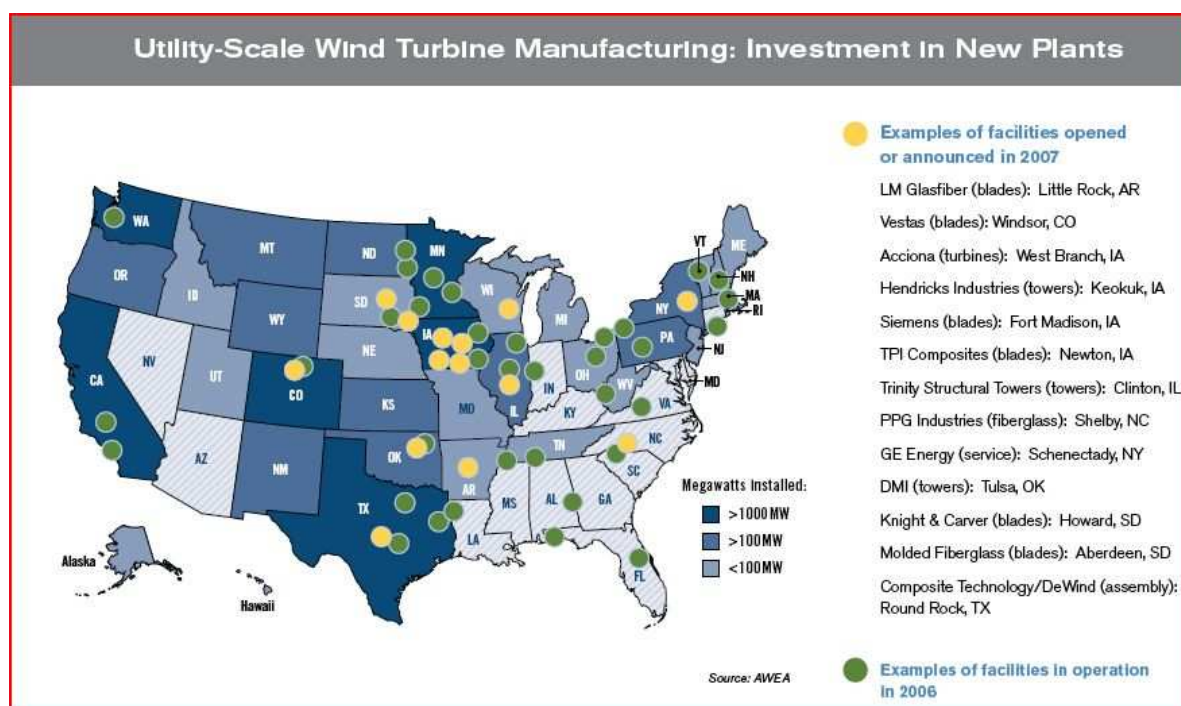 Utility-Scale Wind Turbine Manufacturing: Investment in New Plants
Examples of facilities opened
or announced in 2007
LM Glasfiber (blades): Little Rock, AR
Vestas (blades): Windsor, CO
Acciona (turbines): West Branch, IA
Hendricks Industries (towers): Keokuk, IA
Siemens (blades): Fort Madison, IA
TPI Composites (blades): Newton, IA
Trinity Structural Towers (towers): Clinton, IL
PPG Industries (fiberglass): Shelby, NC
GE Energy (service): Schenectady, NY
DMI (towers): Tulsa, OK
Knight & Carver (blades): Howard, SD
Molded Fiberglass (blades): Aberdeen, SD
Composite Technology/DeWind (assembly):
Round Rock, TX
Examples of facilities in operation
in 2006
WA
MT
ND
MN
VT
ME
OR
ID
SD
WI
NH
MA
RI
WY
MI
NY
NV
UT
NE
IA
PA
NJ
CA
CO
IL
IN
OH
WV
MD
KS
MO
KY
VA
AZ
NM
OK
AR
TN
NC
SC
TX
LA
MS
AL
GA
FL
Alaska
Hawaii
Megawatts Installed:
>1000 MW
>100 MW
<100 MW
Source: AWEA